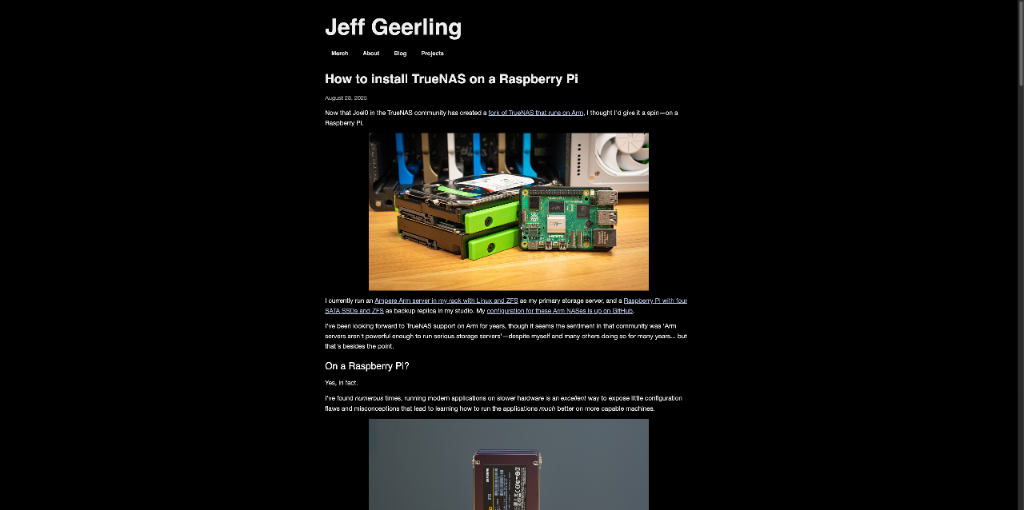 Jeff Geerling
Merch About Blog Projects
How to install TrueNAS on a Raspberry Pi
August 28, 2025
Now that Joel0 in the TrueNAS community has created a fork of TrueNAS that runs on Arm, I thought I'd give it a spin—on a
Raspberry Pi.
I currently run an Ampere Arm server in my rack with Linux and ZFS as my primary storage server, and a Raspberry Pi with four
SATA SSDs and ZFS as backup replica in my studio. My configuration for these Arm NASes is up on GitHub.
I've been looking forward to TrueNAS support on Arm for years, though it seems the sentiment in that community was 'Arm
servers aren't powerful enough to run serious storage servers'—despite myself and many others doing so for many years... but
that's besides the point.
On a Raspberry Pi?
Yes, in fact.
I've found numerous times, running modern applications on slower hardware is an excellent way to expose little configuration
flaws and misconceptions that lead to learning how to run the applications much better on more capable machines.